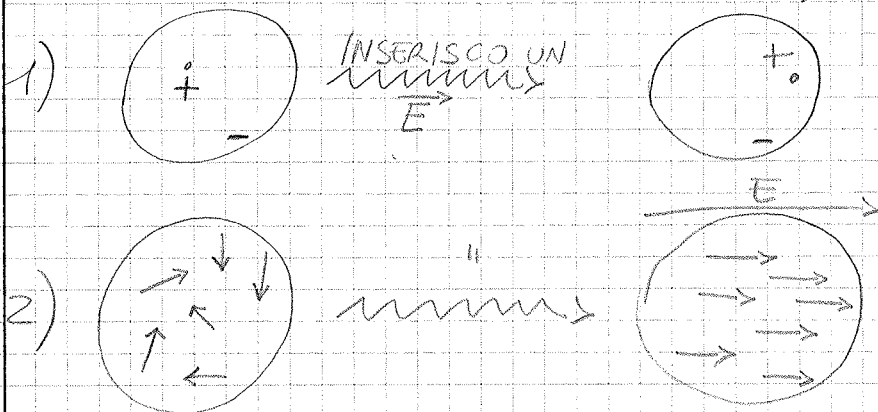 1) + - INSERISCO UN + -
E
E
2) "